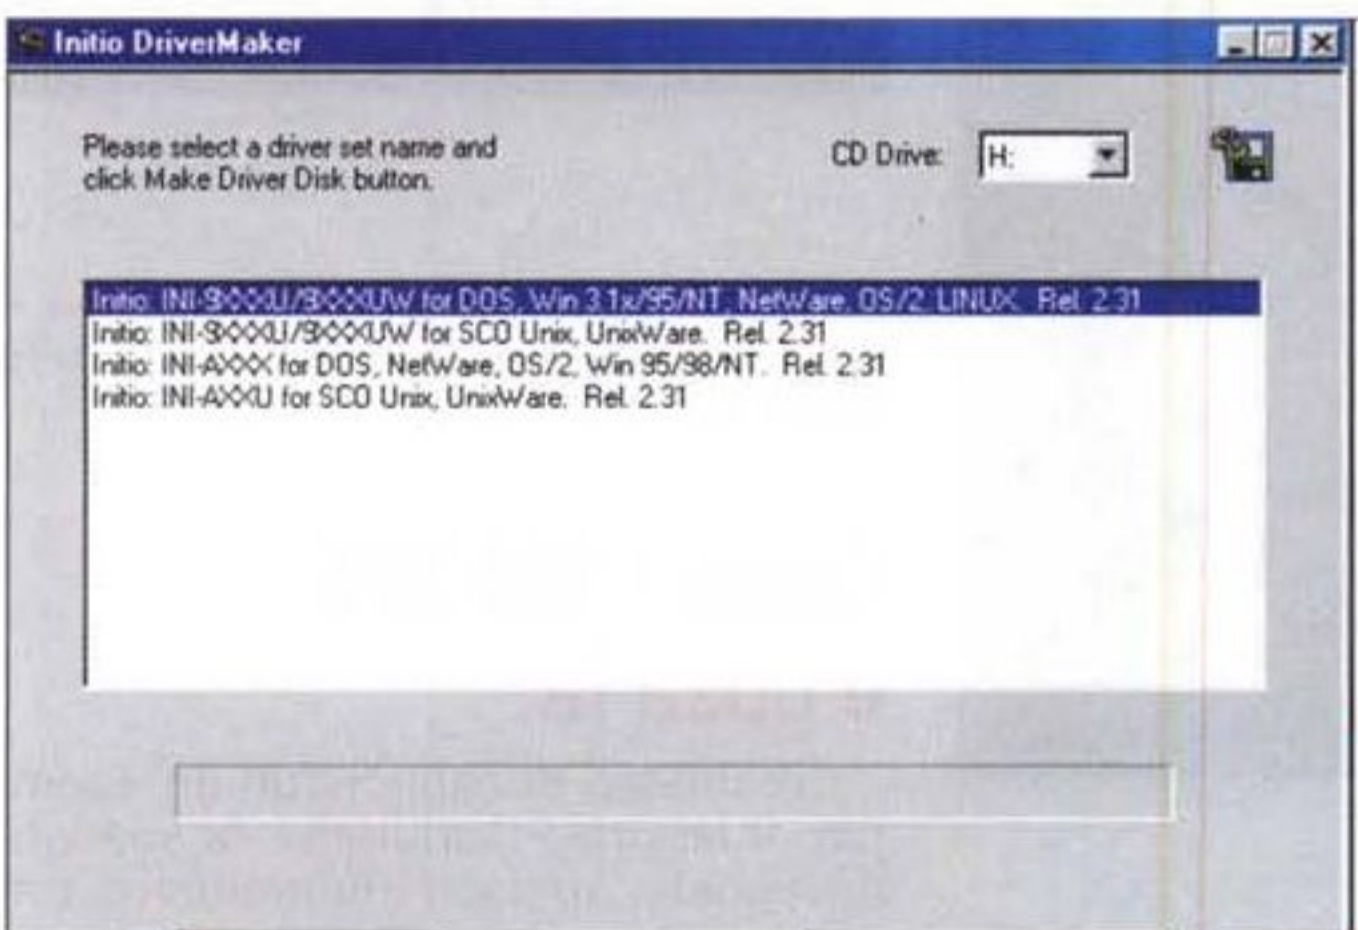 Initio DriverMaker
Please select a driver set name and
click Make Driver Disk button.
CD Drive:
H:
Initio: INI-9XXXU/9XXXUW for DOS, Win 3.1x/95/NT, NetWare, OS/2, LINUX. Rel. 2.31
Initio: INI-9XXXU/9XXXUW for SCO Unix, UnixWare. Rel. 2.31
Initio: INI-AXXX for DOS, NetWare, OS/2, Win 95/98/NT. Rel. 2.31
Initio: INI-AXXU for SCO Unix, UnixWare. Rel. 2.31